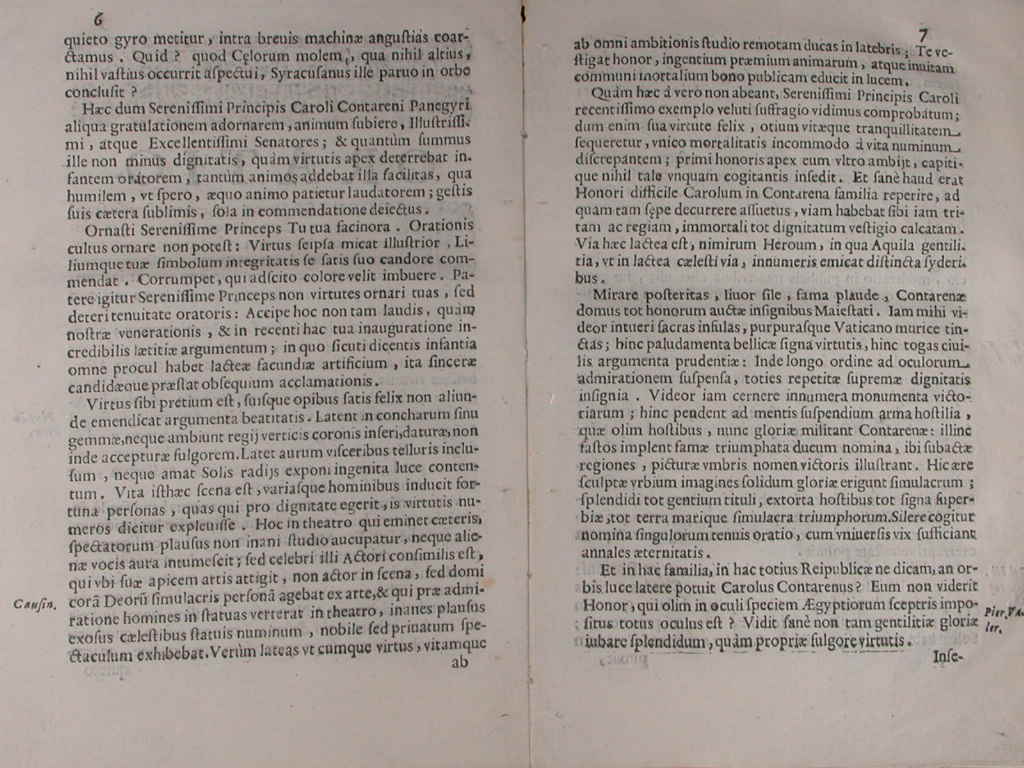 6
quieto gyro metitur, intra breuis machinæ anguſtias coar-
ctamus. Quid? quod Cęlorum molem, qua nihil altius,
nihil vaſtius occurrit aſpectui, Syracuſanus ille paruo in orbe
concluſit?
Hæc dum Sereniſſimi Principis Caroli Contareni Panegyri
aliqua gratulationem adornarem, animum ſubiere, Illuſtriſſi-
mi, atque Excellentiſſimi Senatores; & quantùm ſummus
ille non minus dignitatis, quàm virtutis apex deterrebat in-
fantem oratorem, tantùm animos addebat illa facilitas, qua
humilem, vt ſpero, æquo animo patietur laudatorem; geſtis
ſuis cætera ſublimis, ſola in commendatione deiectus.
Ornaſti Sereniſſime Princeps Tu tua facinora. Orationis
cultus ornare non poteſt: Virtus ſeipſa micat illuſtrior. Li-
liumque tuæ ſimbolum integritatis ſe ſatis ſuo candore com-
mendat. Corrumpet, qui adſcito colore velit imbuere. Pa-
tere igitur Sereniſſime Princeps non virtutes ornari tuas, ſed
deteri tenuitate oratoris: Accipe hoc non tam laudis, quàm
noſtræ venerationis, & in recenti hac tua inauguratione in-
credibilis lætitiæ argumentum; in quo ſicuti dicentis infantia
omne procul habet lacteæ facundiæ artificium, ita ſinceræ
candidæque præſtat obſequium acclamationis.
Virtus ſibi pretium eſt, ſuiſque opibus ſatis felix non aliun-
de emendicat argumenta beatitatis. Latent in concharum ſinu
gemmæ, neque ambiunt regij verticis coronis inſeri, daturæ, non
inde accepturæ fulgorem. Latet aurum viſceribus telluris inclu-
ſum, neque amat Solis radijs exponi ingenita luce conten-
tum. Vita iſthæc ſcena eſt, variaſque hominibus inducit for-
tuna perſonas, quas qui pro dignitate egerit, is virtutis nu-
meros dicitur expleuiſſe. Hoc in theatro qui eminet cæteris,
ſpectatorum plauſus non inani ſtudio aucupatur, neque alie-
næ vocis aura intumeſcit; ſed celebri illi Actori conſimilis eſt,
qui vbi ſuæ apicem artis attigit, non actor in ſcena, ſed domi
corã Deorũ ſimulacris perſonã agebat ex arte, & qui præ admi-
ratione homines in ſtatuas verterat in theatro, inanes plauſus
exoſus cæleſtibus ſtatuis numinum, nobile ſed priuatum ſpe-
ctaculum exhibebat. Verùm lateas vt cumque virtus, vitamque
ab
Cauſin.
7
ab omni ambitionis ſtudio remotam ducas in latebris; Te ve-
ſtigat honor, ingentium præmium animarum, atque inuitam
communi mortalium bono publicam educit in lucem.
Quàm hæc à vero non abeant, Sereniſſimi Principis Caroli
recentiſſimo exemplo veluti ſuffragio vidimus comprobatum;
dum enim ſua virtute felix, otium vitæque tranquillitatem
ſequeretur, vnico mortalitatis incommodo à vita numinum
diſcrepantem; primi honoris apex eum vltro ambijt, capiti-
que nihil tale vnquam cogitantis inſedit. Et ſanè haud erat
Honori difficile Carolum in Contarena familia reperire, ad
quam tam ſępe decurrere aſſuetus, viam habebat ſibi iam tri-
tam ac regiam, immortali tot dignitatum veſtigio calcatam.
Via hæc lactea eſt, nimirum Heroum, in qua Aquila gentili-
tia, vt in lactea cæleſti via, innumeris emicat diſtincta ſyderi-
bus.
Mirare poſteritas, liuor ſile, fama plaude, Contarenæ
domus tot honorum auctæ inſignibus Maieſtati. Iam mihi vi-
deor intueri ſacras inſulas, purpuraſque Vaticano murice tin-
ctas; hinc paludamenta bellicæ ſigna virtutis, hinc togas ciui-
lis argumenta prudentiæ: Inde longo ordine ad oculorum
admirationem ſuſpenſa, toties repetitæ ſupremæ dignitatis
inſignia. Videor iam cernere innumera monumenta victo-
riarum; hinc pendent ad mentis ſuſpendium arma hoſtilia,
quæ olim hoſtibus, nunc gloriæ militant Contarenæ: illinc
faſtos implent famæ triumphata ducum nomina, ibi ſubactæ
regiones, picturæ vmbris nomen victoris illuſtrant. Hic ære
ſculptæ vrbium imagines ſolidum gloriæ erigunt ſimulacrum;
ſplendidi tot gentium tituli, extorta hoſtibus tot ſigna ſuper-
biæ, tot terra marique ſimulacra triumphorum. Silere cogitur
nomina ſingulorum tenuis oratio, cum vniuerſis vix ſufficiant
annales æternitatis.
Et in hac familia, in hac totius Reipublicæ ne dicam, an or-
bis luce latere potuit Carolus Contarenus? Eum non viderit
Honor, qui olim in oculi ſpeciem Ægyptiorum ſceptris impo-
ſitus totus oculus eſt? Vidit ſanè non tam gentilitiæ gloriæ
iubare ſplendidum, quàm propriæ fulgore virtutis.
Inſe-
Pier. Va-
ler.